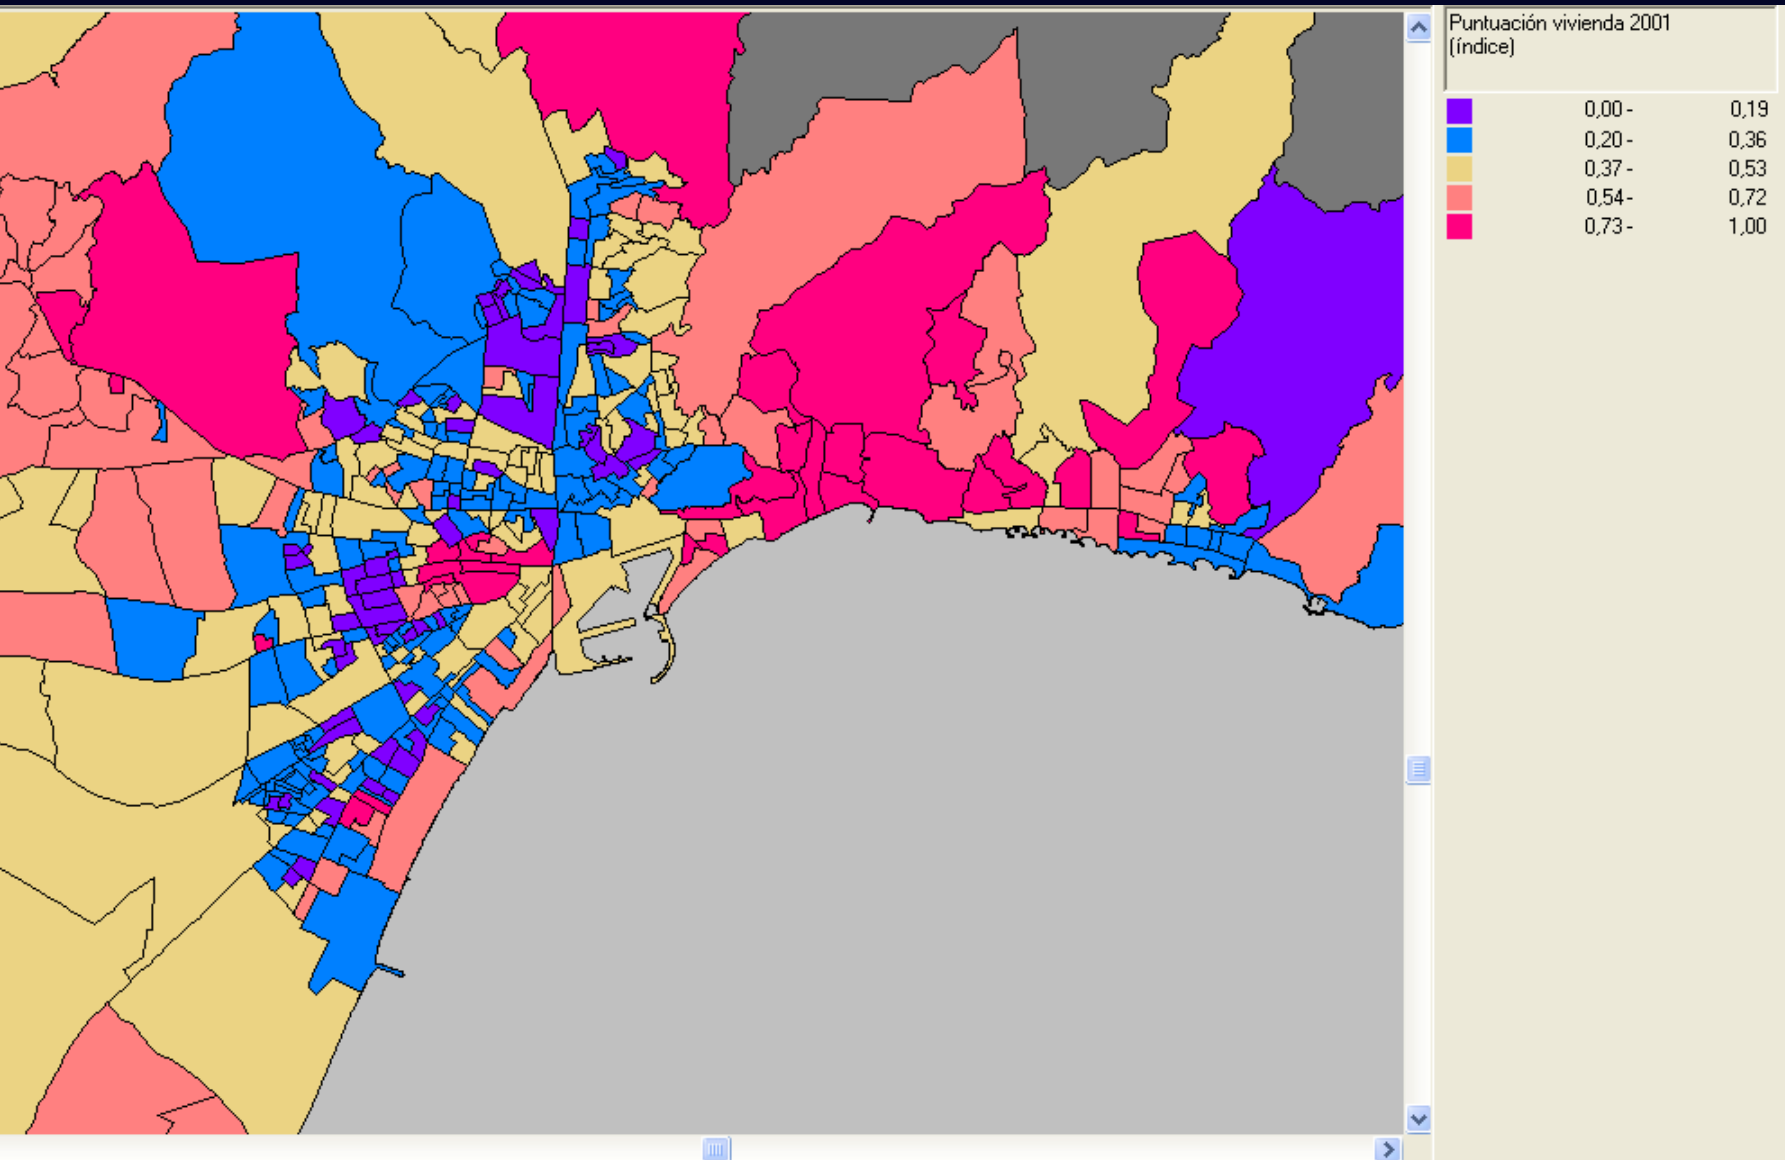 Puntuación vivienda 2001
(índice)
0,00 - 0,19
0,20 - 0,36
0,37 - 0,53
0,54- 0,72
0,73 - 1,00